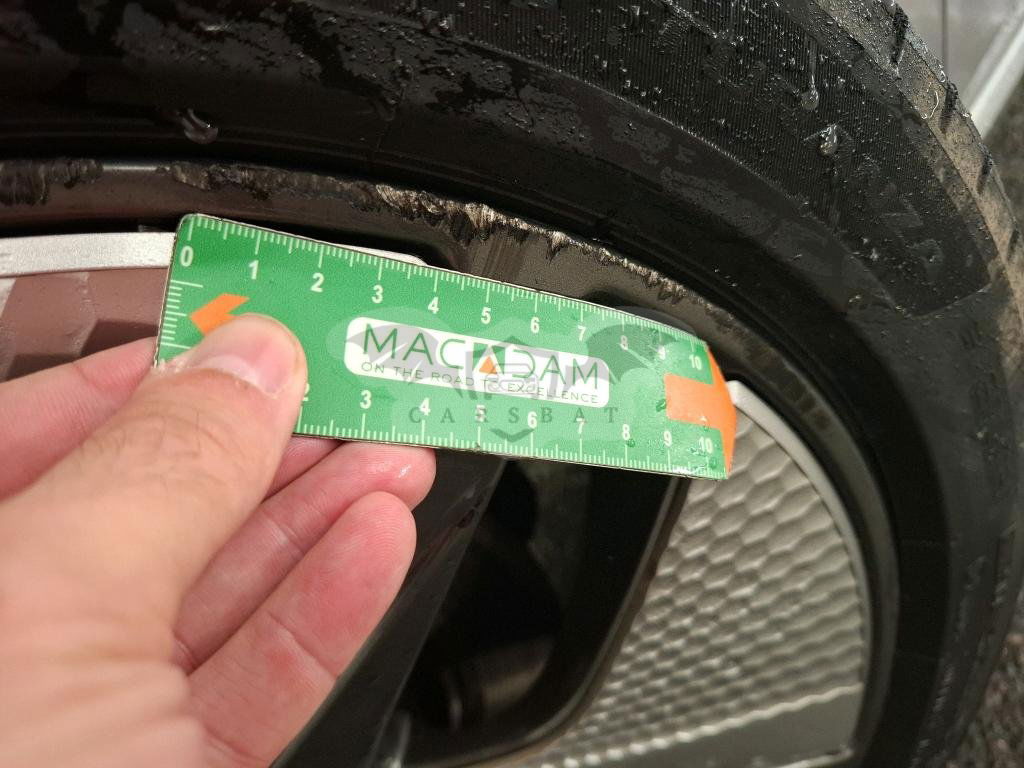 0 1 2 3 4 5 6 7 8 9 10
MACADAM
ON THE ROAD TO EXCELLENCE
CARSBAT
2 3 4 5 6 7 8 9 10